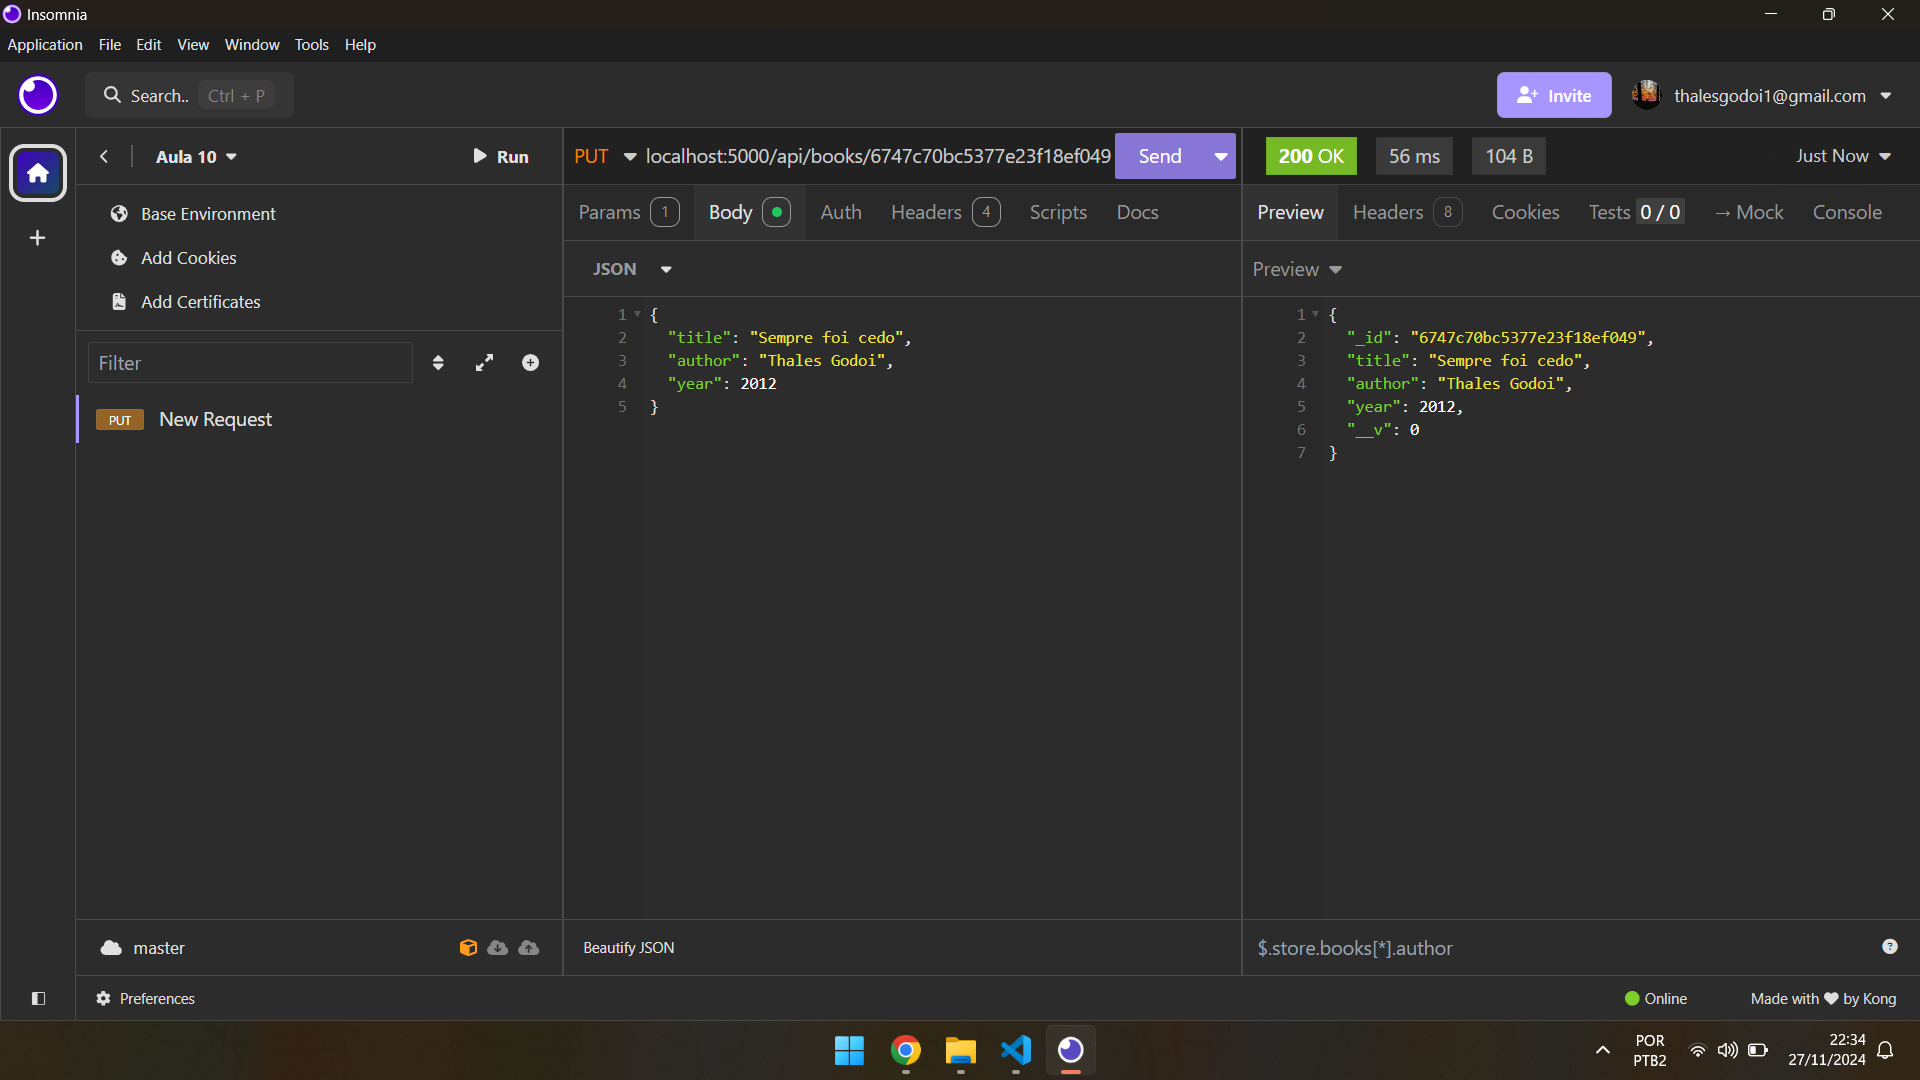 Insomnia
Application File Edit View Window Tools Help
Search.. Ctrl + P
Invite
thalesgodoi1@gmail.com
Aula 10
Run
Base Environment
Add Cookies
Add Certificates
Filter
PUT New Request
master
Preferences
PUT localhost:5000/api/books/6747c70bc5377e23f18ef049 Send
Params 1 Body Auth Headers 4 Scripts Docs
JSON
1 {
2 "title": "Sempre foi cedo",
3 "author": "Thales Godoi",
4 "year": 2012
5 }
Beautify JSON
200 OK 56 ms 104 B Just Now
Preview Headers 8 Cookies Tests 0 / 0 → Mock Console
Preview
1 {
2 "_id": "6747c70bc5377e23f18ef049",
3 "title": "Sempre foi cedo",
4 "author": "Thales Godoi",
5 "year": 2012,
6 "__v": 0
7 }
$.store.books[*].author
Online
Made with ❤ by Kong
POR
PTB2
22:34
27/11/2024